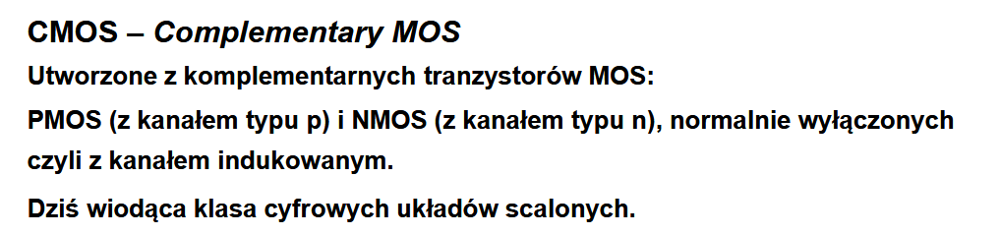 CMOS – Complementary MOS
Utworzone z komplementarnych tranzystorów MOS:
PMOS (z kanałem typu p) i NMOS (z kanałem typu n), normalnie wyłączonych
czyli z kanałem indukowanym.
Dziś wiodąca klasa cyfrowych układów scalonych.